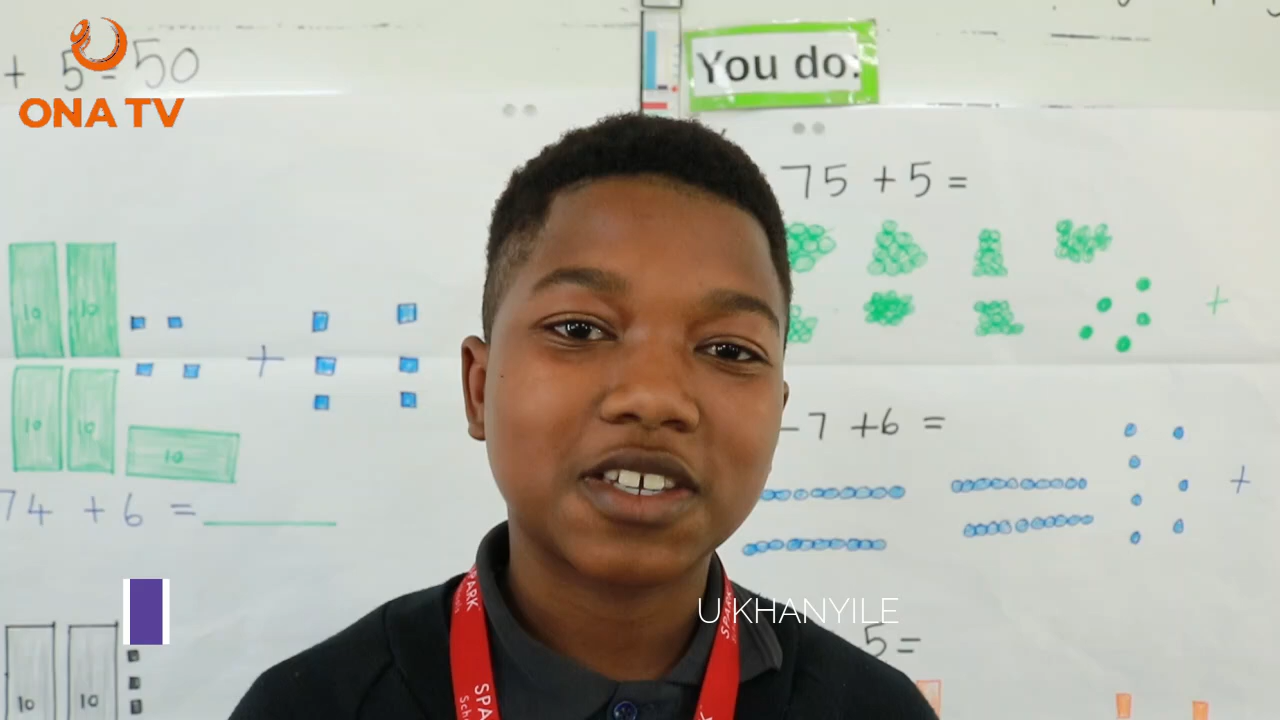 + 5 = 50
ONA TV
You do:
75 + 5 =
10
10
+
+
10
10
10
-7 + 6 =
+
74 + 6 =
SPARK
SPARK
U KHANYILE
5 =
10
10